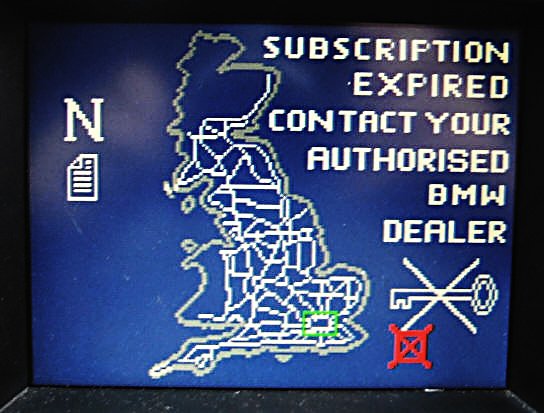 SUBSCRIPTION
EXPIRED
N
CONTACT YOUR
AUTHORISED
BMW
DEALER